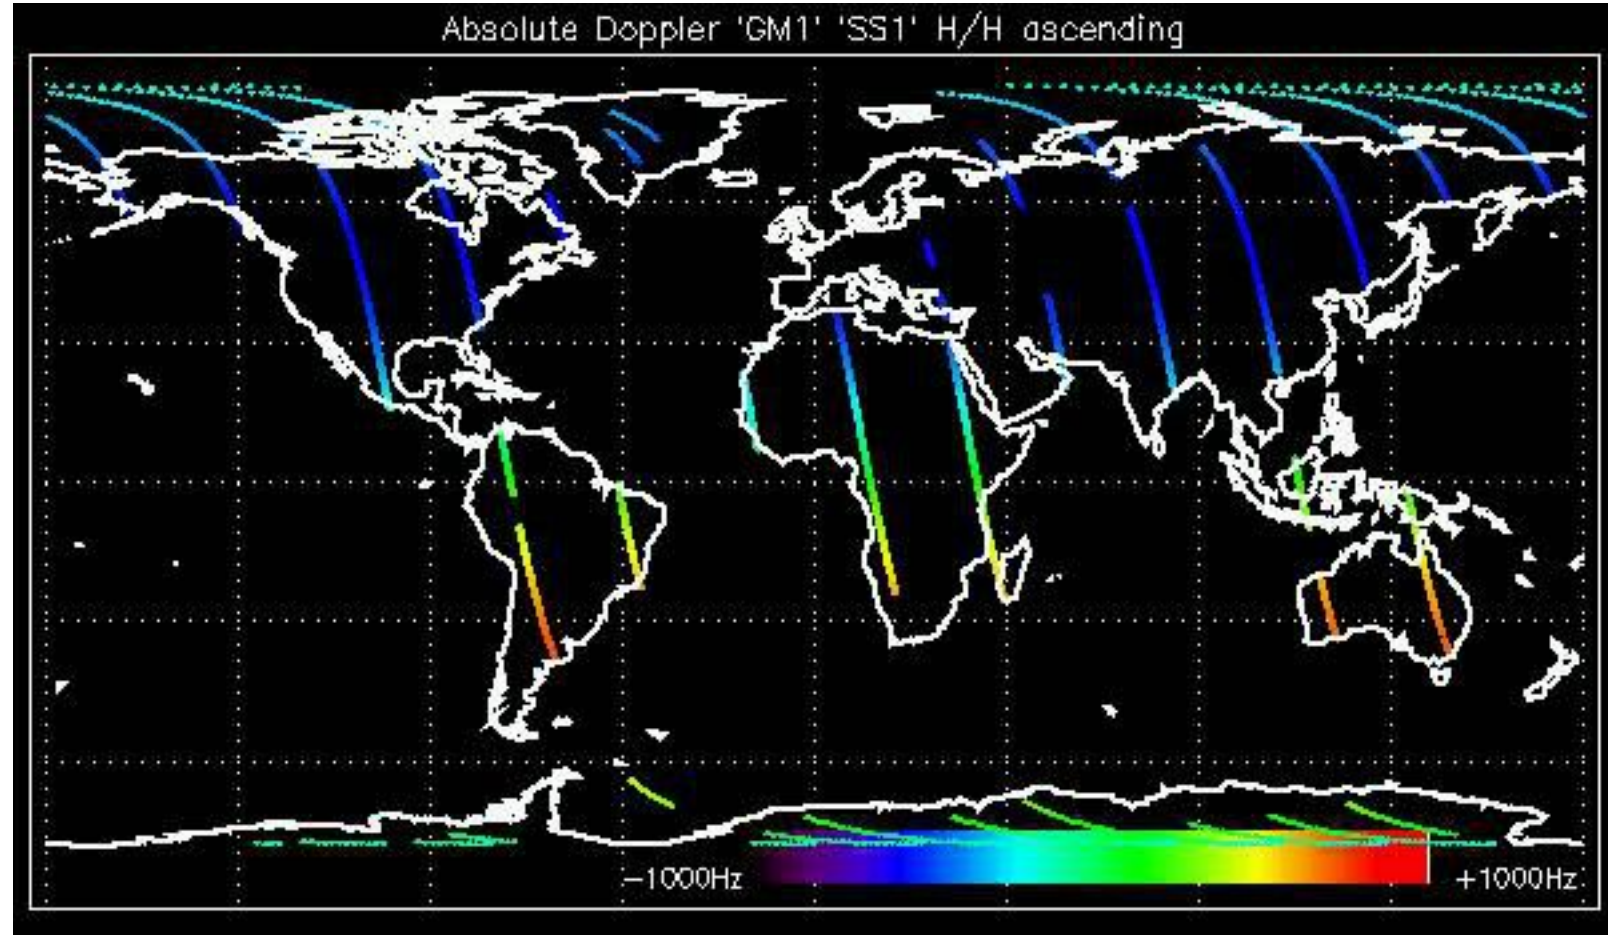 Absolute Doppler 'GM1' 'SS1' H/H ascending
−1000Hz
+1000Hz